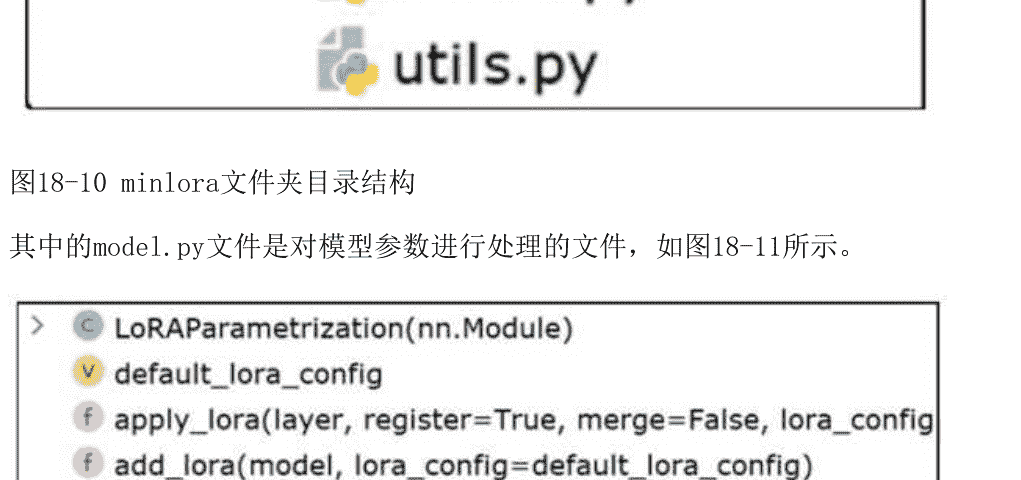 utils.py
图18-10 minlora文件夹目录结构
其中的model.py文件是对模型参数进行处理的文件，如图18-11所示。
LoRAParametrization(nn.Module)
default_lora_config
apply_lora(layer, register=True, merge=False, lora_config
add_lora(model, lora_config=default_lora_config)